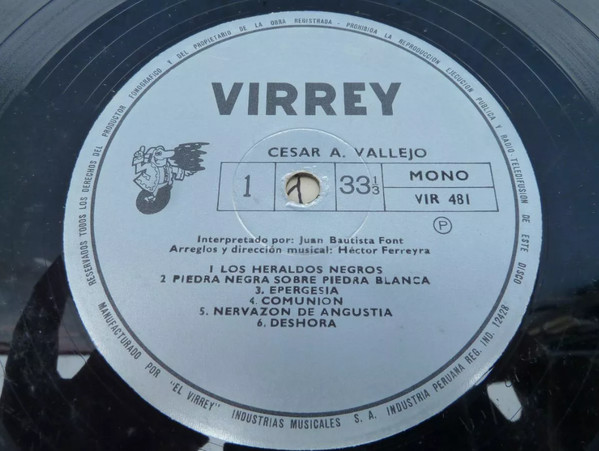 RESERVADOS TODOS LOS DERECHOS DEL PRODUCTOR FONOGRAFICO Y DEL PROPIETARIO DE LA OBRA REGISTRADA - PROHIBIDA LA REPRODUCCION EJECUCION PUBLICA Y RADIO TELEDIFUSION DE ESTE DISCO
VIRREY
CESAR A. VALLEJO
1 33 1/3 MONO
VIR 481
Ⓟ
Interpretado por: Juan Bautista Font
Arreglos y dirección musical: Héctor Ferreyra
1 LOS HERALDOS NEGROS
2 PIEDRA NEGRA SOBRE PIEDRA BLANCA
3. EPERGESIA
4. COMUNION
5. NERVAZON DE ANGUSTIA
6. DESHORA
MANUFACTURADO POR "EL VIRREY" INDUSTRIAS MUSICALES S. A. INDUSTRIA PERUANA REG. IND. 12428